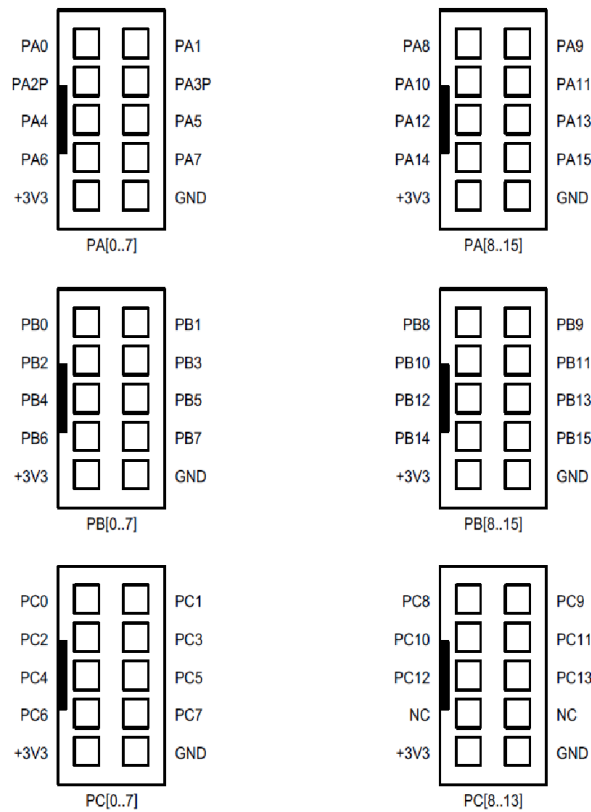 PA0 PA1 PA8 PA9
PA2P PA3P PA10 PA11
PA4 PA5 PA12 PA13
PA6 PA7 PA14 PA15
+3V3 GND +3V3 GND
PA[0..7] PA[8..15]
PB0 PB1 PB8 PB9
PB2 PB3 PB10 PB11
PB4 PB5 PB12 PB13
PB6 PB7 PB14 PB15
+3V3 GND +3V3 GND
PB[0..7] PB[8..15]
PC0 PC1 PC8 PC9
PC2 PC3 PC10 PC11
PC4 PC5 PC12 PC13
PC6 PC7 NC NC
+3V3 GND +3V3 GND
PC[0..7] PC[8..13]